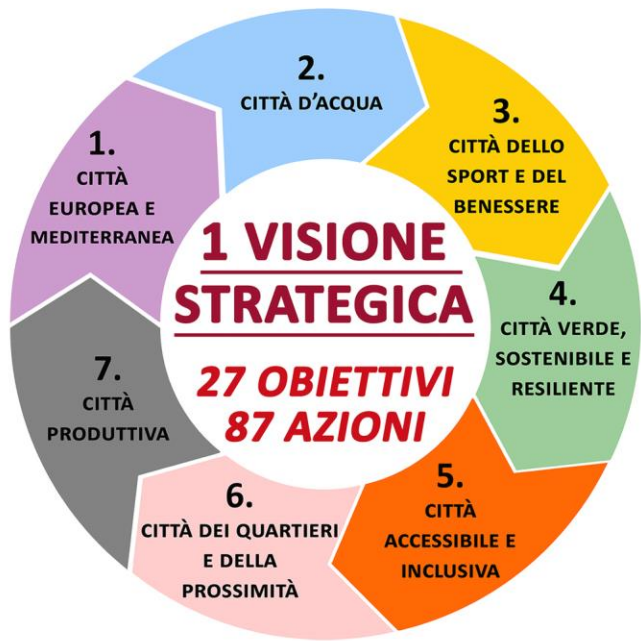 1 VISIONE
STRATEGICA
27 OBIETTIVI
87 AZIONI
1.
CITTÀ
EUROPEA E
MEDITERRANEA
2.
CITTÀ D'ACQUA
3.
CITTÀ DELLO
SPORT E DEL
BENESSERE
4.
CITTÀ VERDE,
SOSTENIBILE E
RESILIENTE
5.
CITTÀ
ACCESSIBILE E
INCLUSIVA
6.
CITTÀ DEI QUARTIERI
E DELLA
PROSSIMITÀ
7.
CITTÀ
PRODUTTIVA